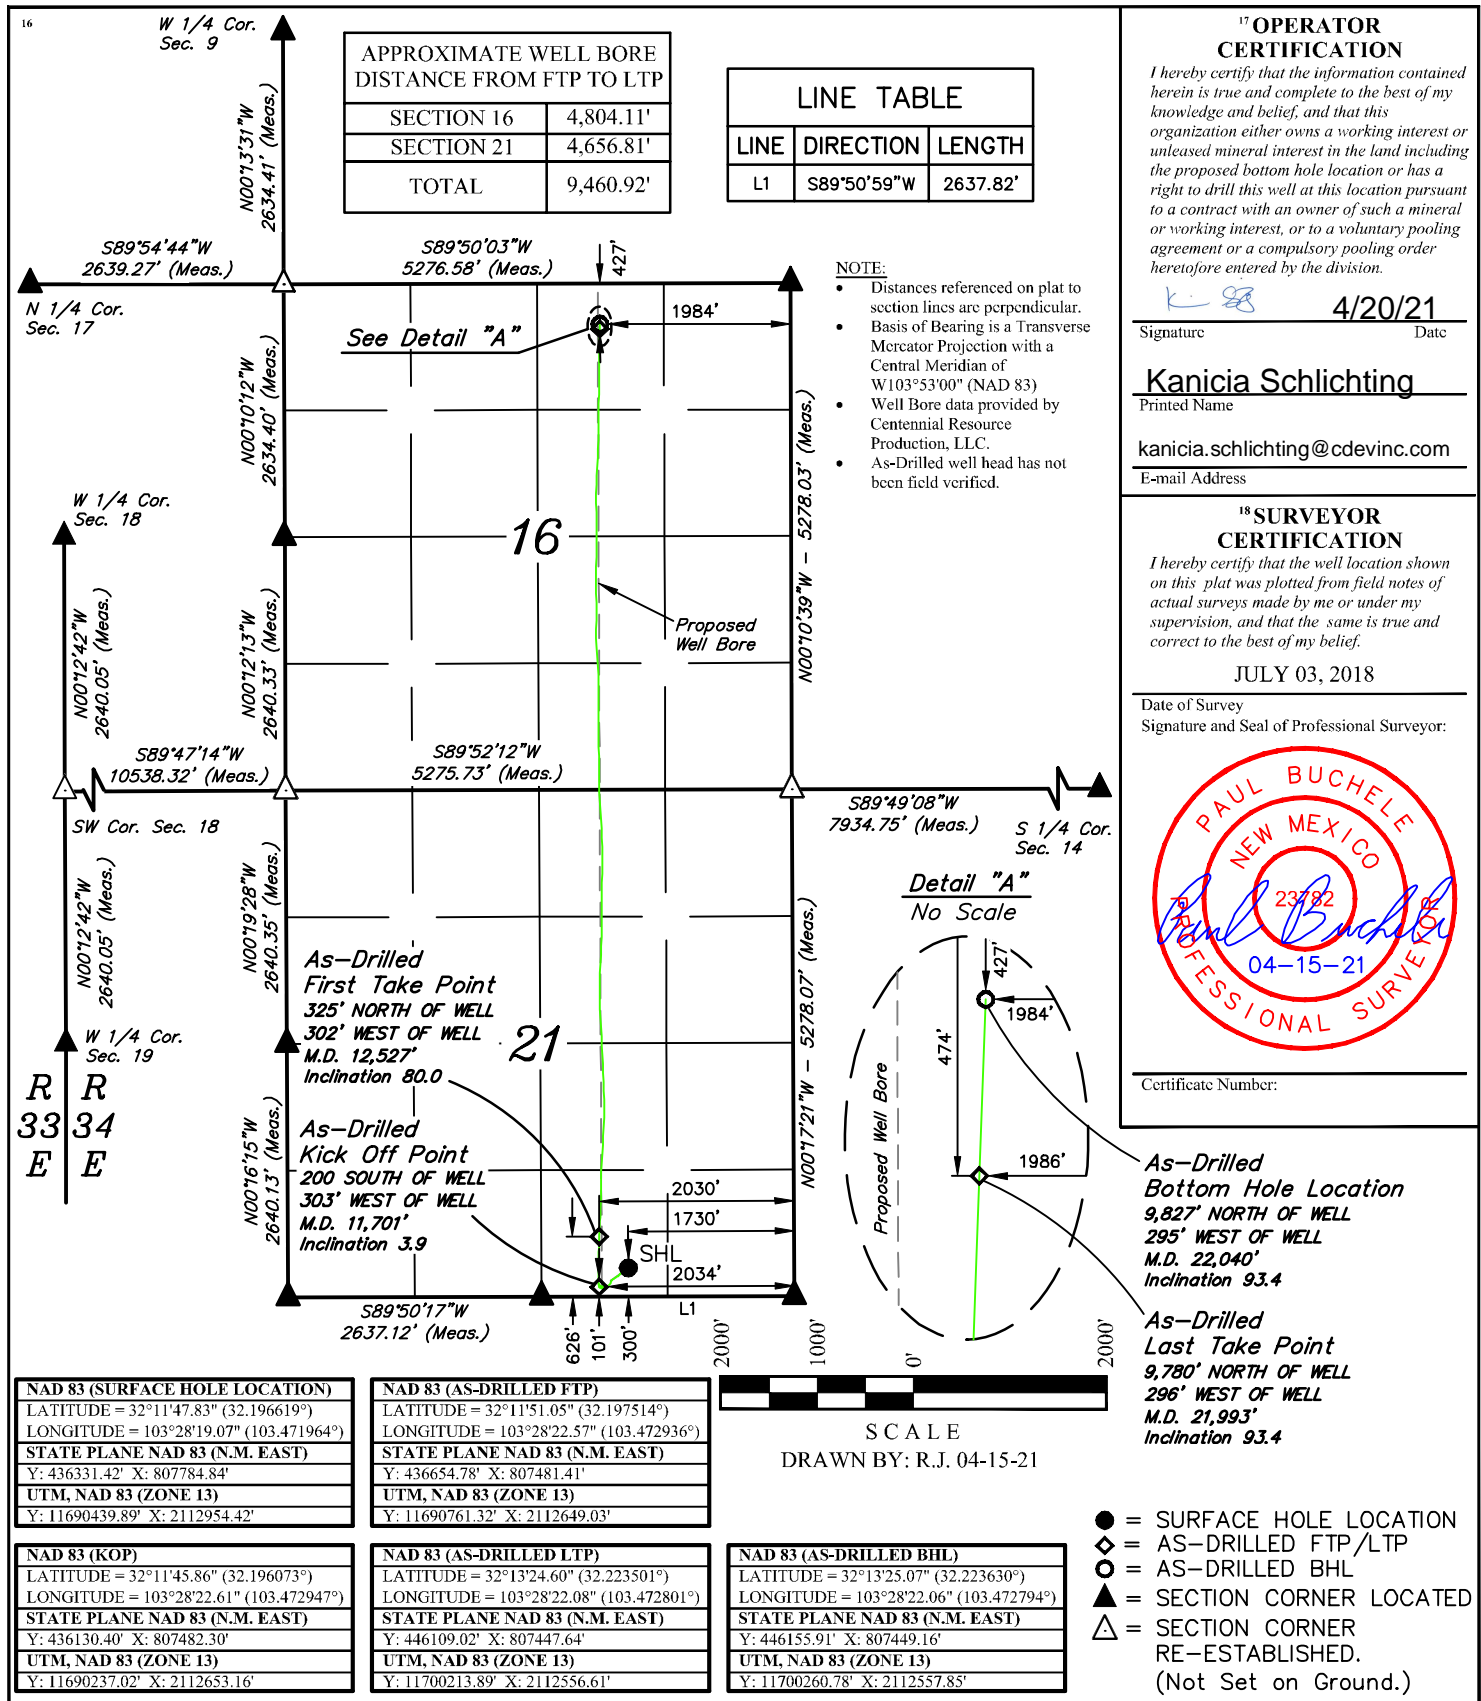 16
W 1/4 Cor.
Sec. 9
N00°13'31"W
2634.41' (Meas.)
APPROXIMATE WELL BORE
DISTANCE FROM FTP TO LTP
SECTION 16 4,804.11'
SECTION 21 4,656.81'
TOTAL 9,460.92'
LINE TABLE
LINE DIRECTION LENGTH
L1 S89°50'59"W 2637.82'
S89°54'44"W
2639.27' (Meas.)
S89°50'03"W
5276.58' (Meas.)
427'
N 1/4 Cor.
Sec. 17
See Detail "A"
1984'
N00°10'12"W
2634.40' (Meas.)
NOTE:
• Distances referenced on plat to
section lines are perpendicular.
• Basis of Bearing is a Transverse
Mercator Projection with a
Central Meridian of
W103°53'00" (NAD 83)
• Well Bore data provided by
Centennial Resource
Production, LLC.
• As-Drilled well head has not
been field verified.
N00°10'39"W - 5278.03' (Meas.)
W 1/4 Cor.
Sec. 18
16
Proposed
Well Bore
N00°12'42"W
2640.05' (Meas.)
N00°12'13"W
2640.33' (Meas.)
S89°47'14"W
10538.32' (Meas.)
S89°52'12"W
5275.73' (Meas.)
SW Cor. Sec. 18
S89°49'08"W
7934.75' (Meas.)
S 1/4 Cor.
Sec. 14
N00°12'42"W
2640.05' (Meas.)
N00°19'28"W
2640.35' (Meas.)
As-Drilled
First Take Point
325' NORTH OF WELL
302' WEST OF WELL
M.D. 12,527'
Inclination 80.0
21
W 1/4 Cor.
Sec. 19
R R
33 34
E E
N00°16'15"W
2640.13' (Meas.)
As-Drilled
Kick Off Point
200 SOUTH OF WELL
303' WEST OF WELL
M.D. 11,701'
Inclination 3.9
N00°17'21"W - 5278.07' (Meas.)
2030'
1730'
SHL
2034'
L1
S89°50'17"W
2637.12' (Meas.)
626'
101'
300'
Detail "A"
No Scale
427'
1984'
474'
1986'
Proposed Well Bore
As-Drilled
Bottom Hole Location
9,827' NORTH OF WELL
295' WEST OF WELL
M.D. 22,040'
Inclination 93.4
As-Drilled
Last Take Point
9,780' NORTH OF WELL
296' WEST OF WELL
M.D. 21,993'
Inclination 93.4
2000' 1000' 0' 2000'
SCALE
DRAWN BY: R.J. 04-15-21
17 OPERATOR
CERTIFICATION
I hereby certify that the information contained
herein is true and complete to the best of my
knowledge and belief, and that this
organization either owns a working interest or
unleased mineral interest in the land including
the proposed bottom hole location or has a
right to drill this well at this location pursuant
to a contract with an owner of such a mineral
or working interest, or to a voluntary pooling
agreement or a compulsory pooling order
heretofore entered by the division.
4/20/21
Signature Date
Kanicia Schlichting
Printed Name
kanicia.schlichting@cdevinc.com
E-mail Address
18 SURVEYOR
CERTIFICATION
I hereby certify that the well location shown
on this plat was plotted from field notes of
actual surveys made by me or under my
supervision, and that the same is true and
correct to the best of my belief.
JULY 03, 2018
Date of Survey
Signature and Seal of Professional Surveyor:
PAUL BUCHELE
NEW MEXICO
23782
Paul Buchele
04-15-21
PROFESSIONAL SURVEYOR
Certificate Number:
NAD 83 (SURFACE HOLE LOCATION)
LATITUDE = 32°11'47.83" (32.196619°)
LONGITUDE = 103°28'19.07" (103.471964°)
STATE PLANE NAD 83 (N.M. EAST)
Y: 436331.42' X: 807784.84'
UTM, NAD 83 (ZONE 13)
Y: 11690439.89' X: 2112954.42'
NAD 83 (AS-DRILLED FTP)
LATITUDE = 32°11'51.05" (32.197514°)
LONGITUDE = 103°28'22.57" (103.472936°)
STATE PLANE NAD 83 (N.M. EAST)
Y: 436654.78' X: 807481.41'
UTM, NAD 83 (ZONE 13)
Y: 11690761.32' X: 2112649.03'
NAD 83 (KOP)
LATITUDE = 32°11'45.86" (32.196073°)
LONGITUDE = 103°28'22.61" (103.472947°)
STATE PLANE NAD 83 (N.M. EAST)
Y: 436130.40' X: 807482.30'
UTM, NAD 83 (ZONE 13)
Y: 11690237.02' X: 2112653.16'
NAD 83 (AS-DRILLED LTP)
LATITUDE = 32°13'24.60" (32.223501°)
LONGITUDE = 103°28'22.08" (103.472801°)
STATE PLANE NAD 83 (N.M. EAST)
Y: 446109.02' X: 807447.64'
UTM, NAD 83 (ZONE 13)
Y: 11700213.89' X: 2112556.61'
NAD 83 (AS-DRILLED BHL)
LATITUDE = 32°13'25.07" (32.223630°)
LONGITUDE = 103°28'22.06" (103.472794°)
STATE PLANE NAD 83 (N.M. EAST)
Y: 446155.91' X: 807449.16'
UTM, NAD 83 (ZONE 13)
Y: 11700260.78' X: 2112557.85'
= SURFACE HOLE LOCATION
= AS-DRILLED FTP/LTP
= AS-DRILLED BHL
= SECTION CORNER LOCATED
= SECTION CORNER
RE-ESTABLISHED.
(Not Set on Ground.)